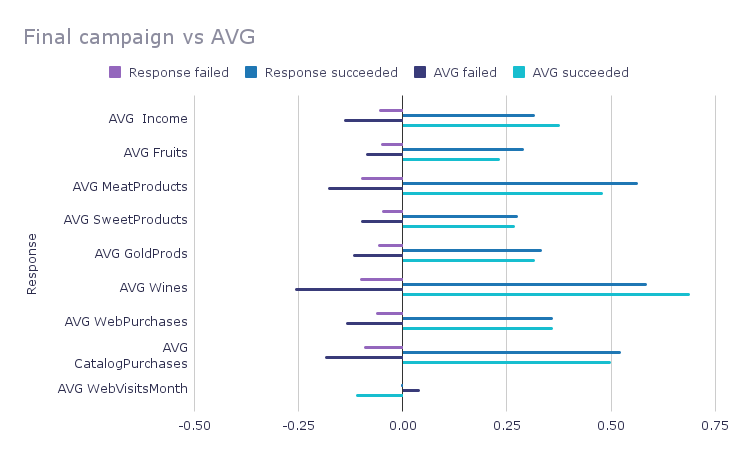 Final campaign vs AVG
Response failed Response succeeded AVG failed AVG succeeded
Response
AVG  Income
AVG Fruits
AVG MeatProducts
AVG SweetProducts
AVG GoldProds
AVG Wines
AVG WebPurchases
AVG
CatalogPurchases
AVG WebVisitsMonth
-0.50 -0.25 0.00 0.25 0.50 0.75